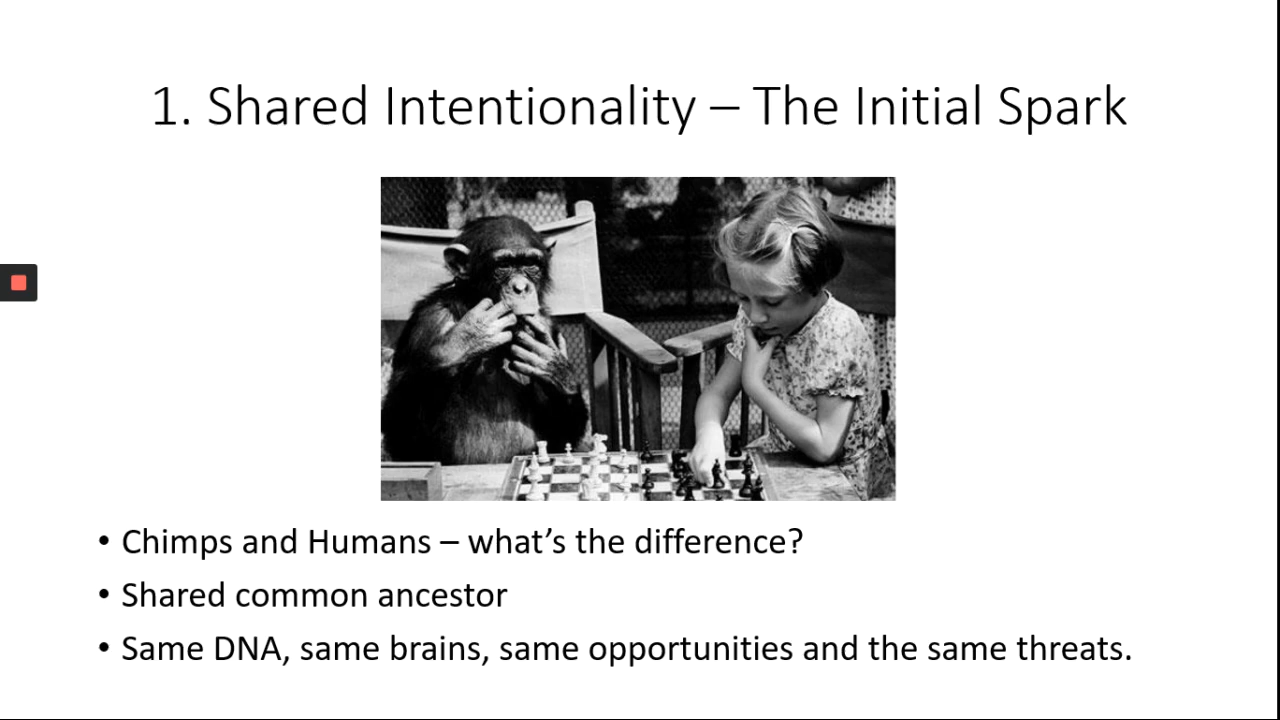 1. Shared Intentionality – The Initial Spark
• Chimps and Humans – what’s the difference?
• Shared common ancestor
• Same DNA, same brains, same opportunities and the same threats.